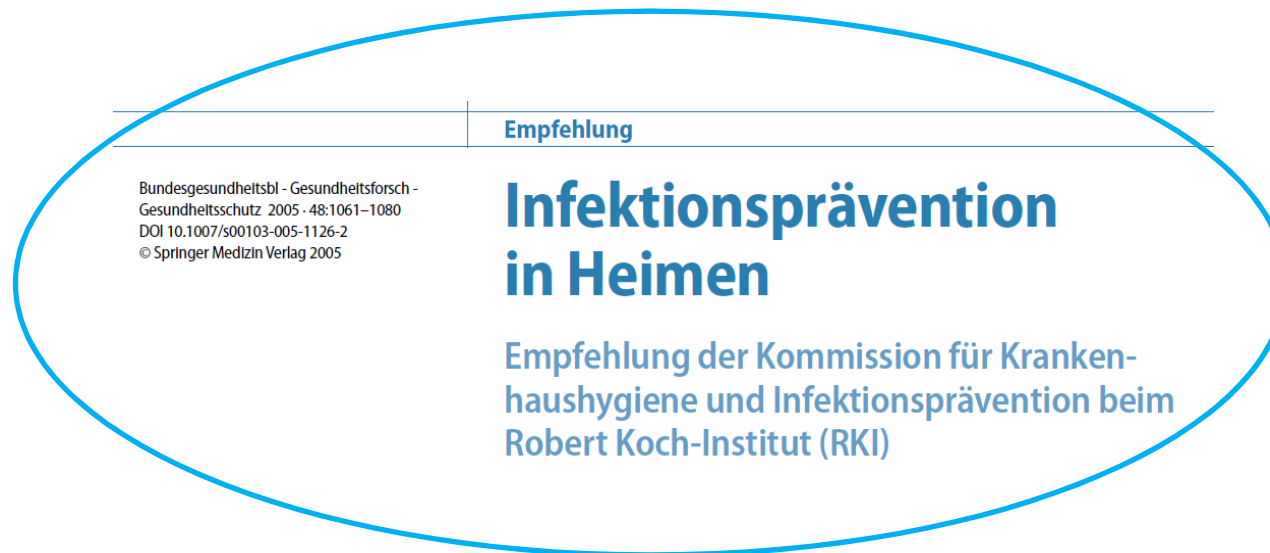 Empfehlung
Bundesgesundheitsbl - Gesundheitsforsch -
Gesundheitsschutz 2005 · 48:1061–1080
DOI 10.1007/s00103-005-1126-2
© Springer Medizin Verlag 2005
Infektionsprävention
in Heimen
Empfehlung der Kommission für Kranken-
haushygiene und Infektionsprävention beim
Robert Koch-Institut (RKI)